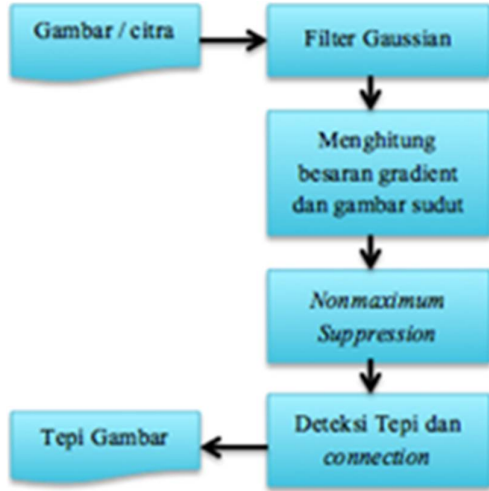 Gambar / citra
Filter Gaussian
Menghitung
besaran gradient
dan gambar sudut
Nonmaximum
Suppression
Deteksi Tepi dan
connection
Tepi Gambar